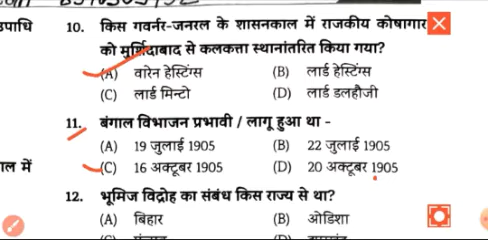 10. किस गवर्नर-जनरल के शासनकाल में राजकीय कोषागार
उपाधि
को मुर्शिदाबाद से कलकत्ता स्थानांतरित किया गया?
(A) वारेन हेस्टिंग्स (B) लार्ड हेस्टिंग्स
(C) लार्ड मिन्टो (D) लार्ड डलहौजी
11. बंगाल विभाजन प्रभावी / लागू हुआ था -
(A) 19 जुलाई 1905 (B) 22 जुलाई 1905
ाल में
(C) 16 अक्टूबर 1905 (D) 20 अक्टूबर 1905
12. भूमिज विद्रोह का संबंध किस राज्य से था?
(A) बिहार (B) ओडिशा